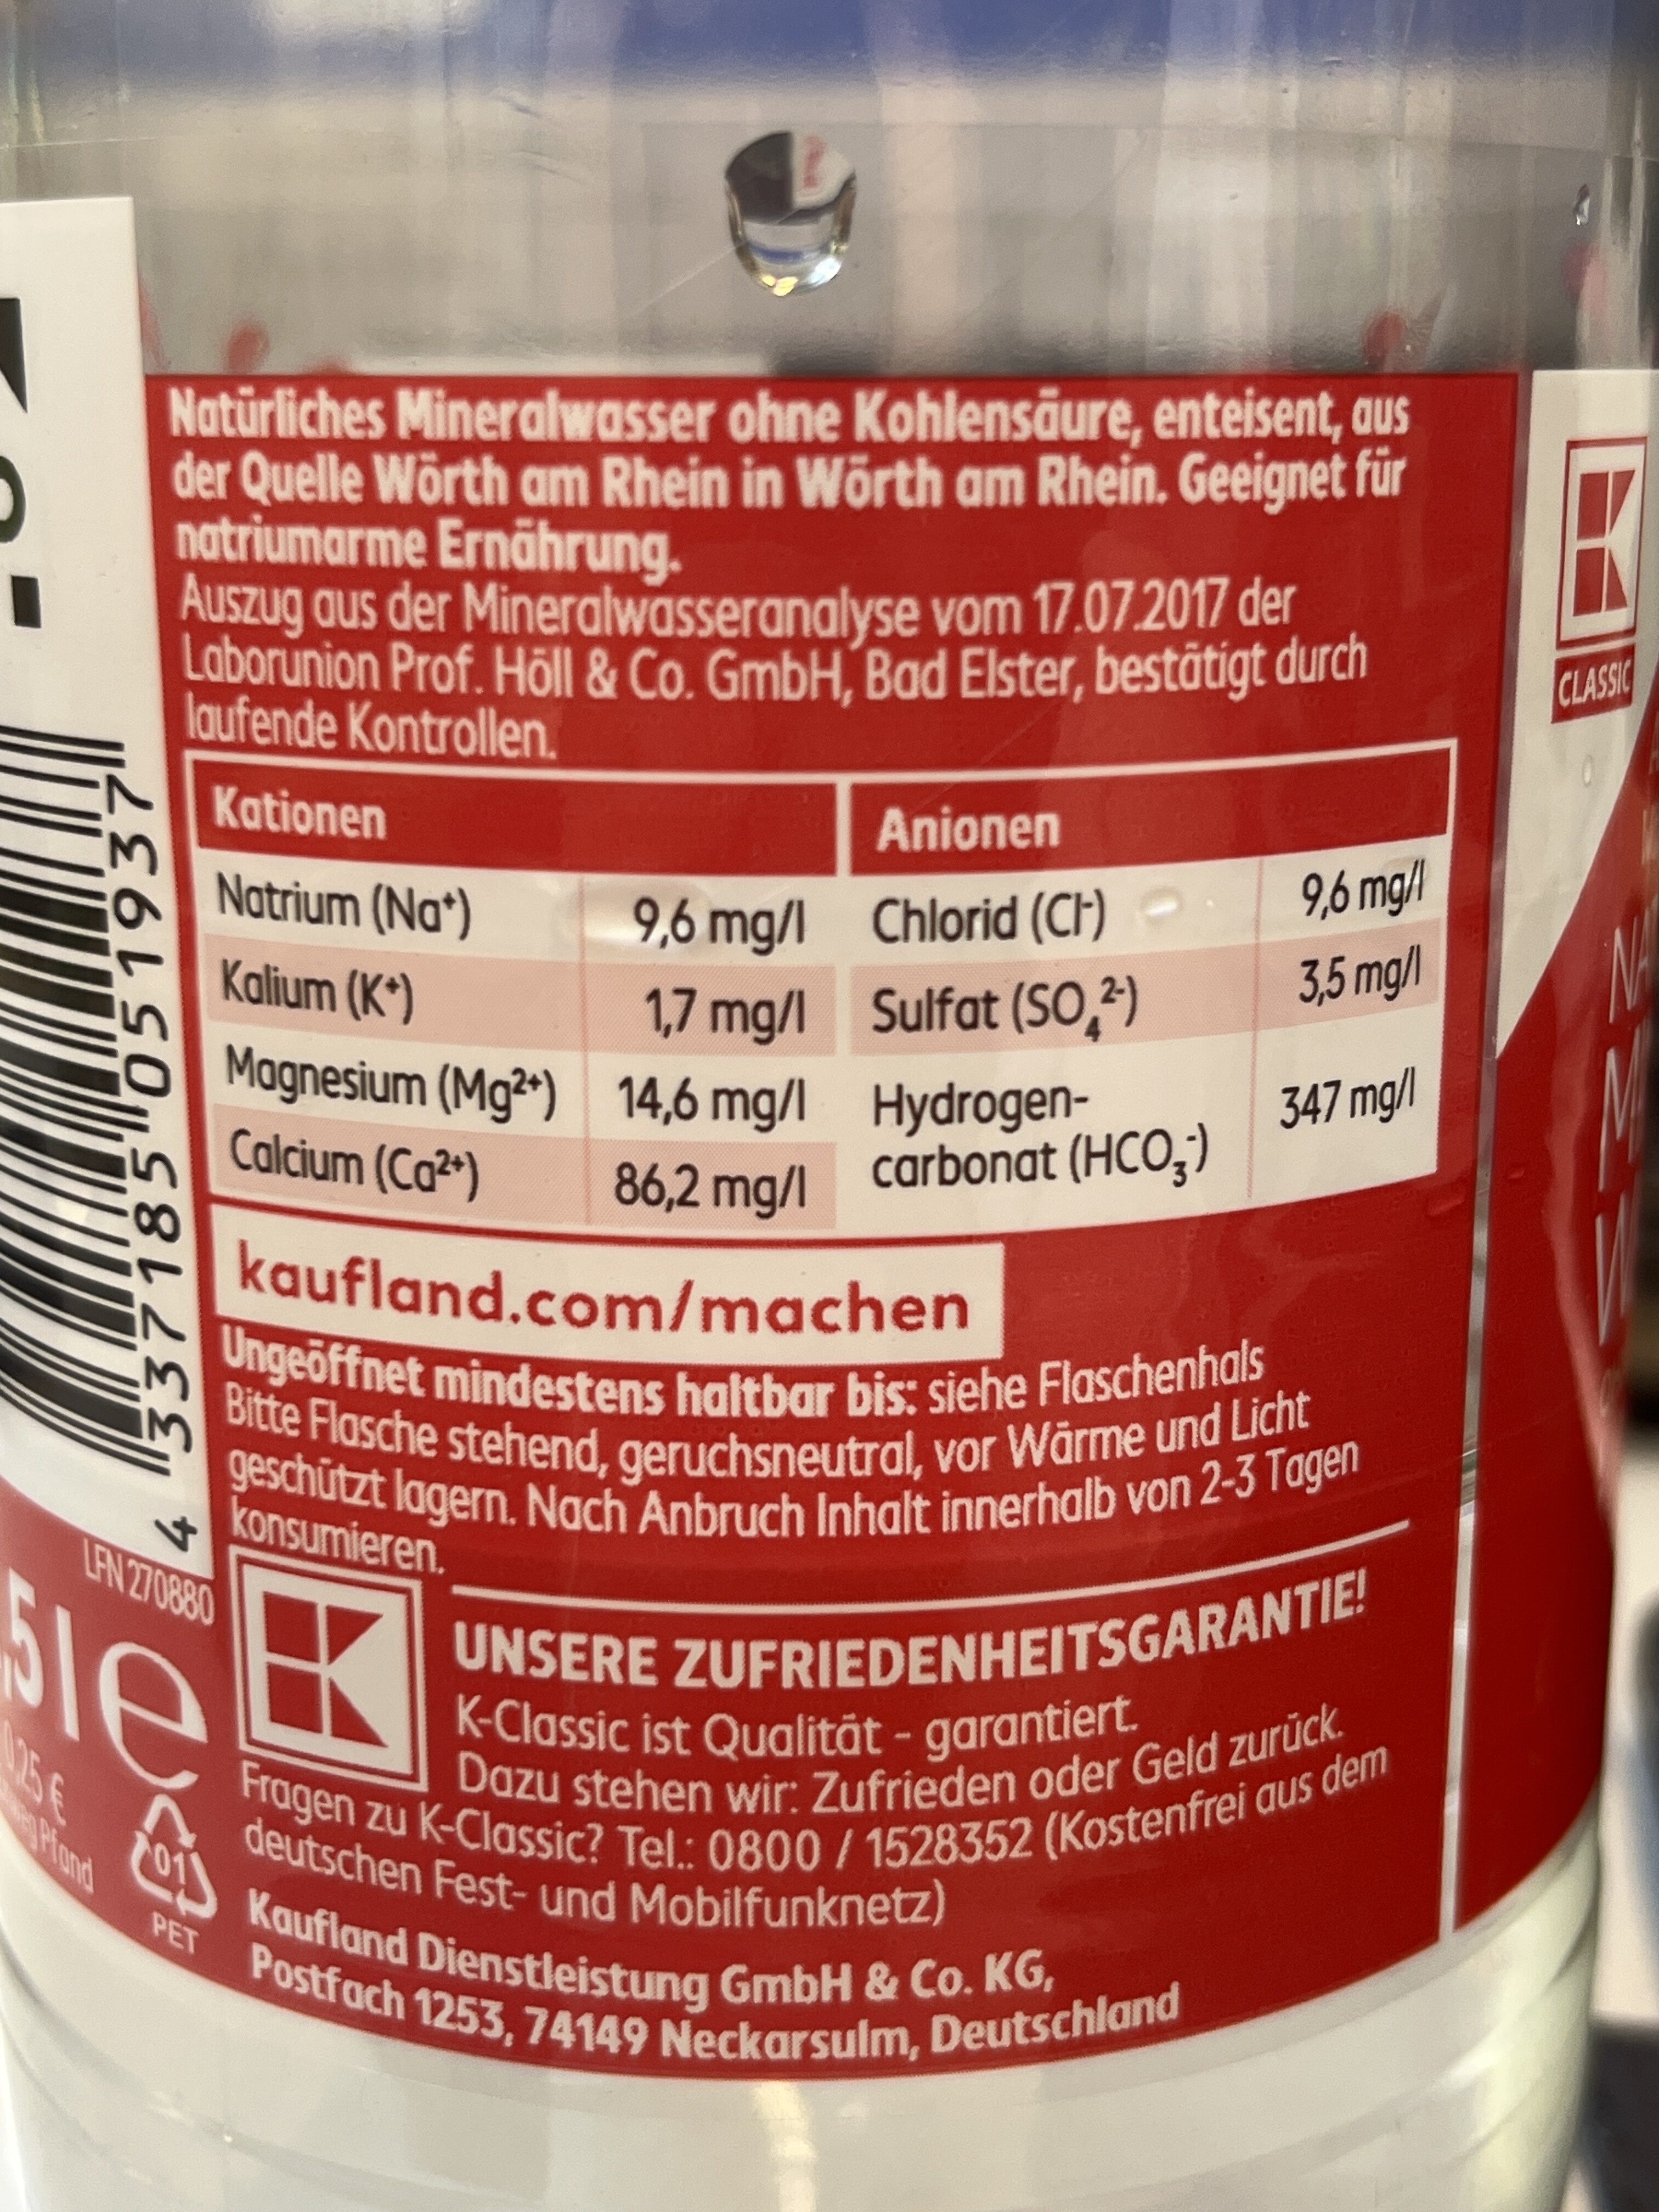 Natürliches Mineralwasser ohne Kohlensäure, enteisent, aus
der Quelle Wörth am Rhein in Wörth am Rhein. Geeignet für
natriumarme Ernährung.
Auszug aus der Mineralwasseranalyse vom 17.07.2017 der
Laborunion Prof. Höll & Co. GmbH, Bad Elster, bestätigt durch
laufende Kontrollen.
Kationen
Natrium (Na⁺) 9,6 mg/l
Kalium (K⁺) 1,7 mg/l
Magnesium (Mg²⁺) 14,6 mg/l
Calcium (Ca²⁺) 86,2 mg/l
Anionen
Chlorid (Cl⁻) 9,6 mg/l
Sulfat (SO₄²⁻) 3,5 mg/l
Hydrogen-
carbonat (HCO₃⁻) 347 mg/l
kaufland.com/machen
Ungeöffnet mindestens haltbar bis: siehe Flaschenhals
Bitte Flasche stehend, geruchsneutral, vor Wärme und Licht
geschützt lagern. Nach Anbruch Inhalt innerhalb von 2-3 Tagen
konsumieren.
UNSERE ZUFRIEDENHEITSGARANTIE!
K-Classic ist Qualität - garantiert.
Dazu stehen wir: Zufrieden oder Geld zurück.
Fragen zu K-Classic? Tel.: 0800 / 1528352 (Kostenfrei aus dem
deutschen Fest- und Mobilfunknetz)
Kaufland Dienstleistung GmbH & Co. KG,
Postfach 1253, 74149 Neckarsulm, Deutschland
4 337185 051937
LFN 270880
5 l e
0,25 €
Pfand
01
PET
K
CLASSIC